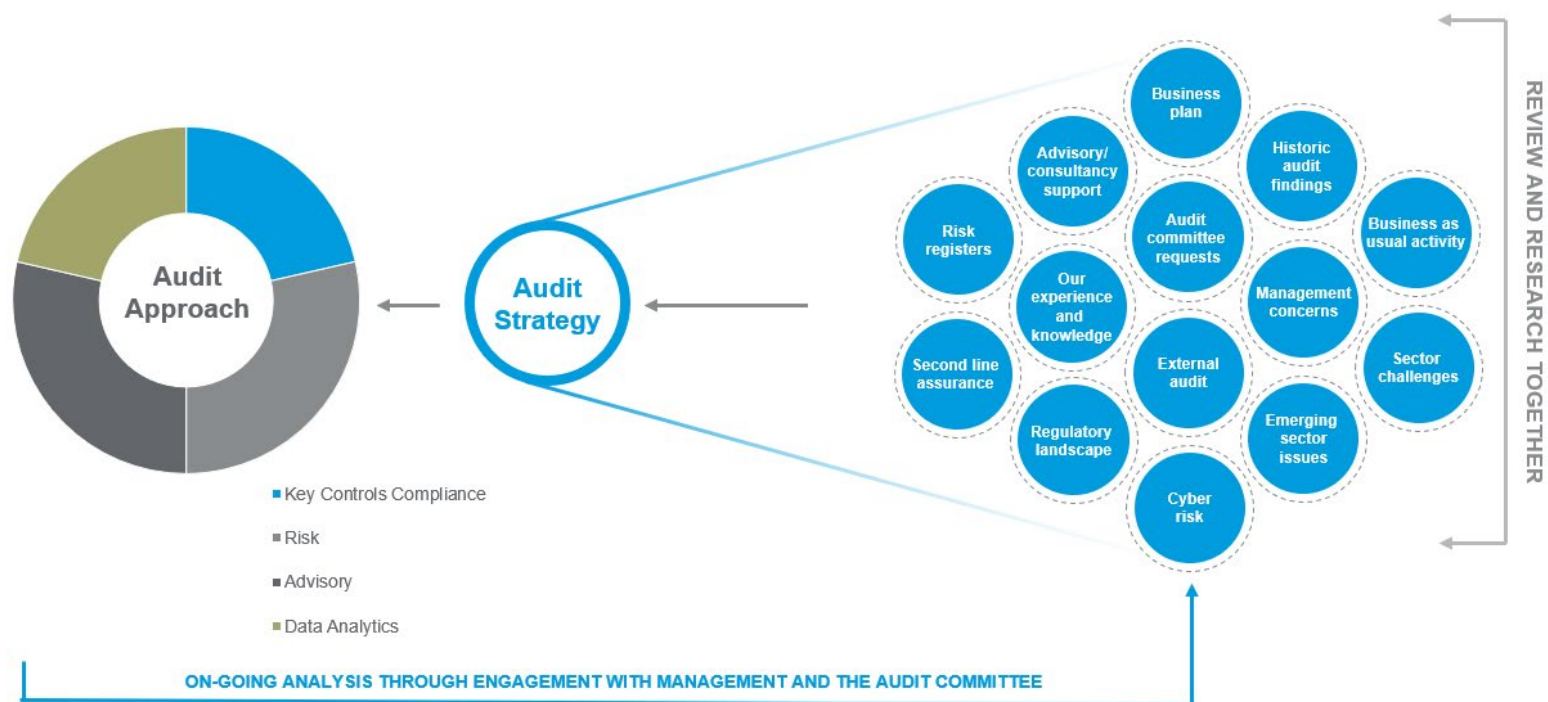 Audit
Approach
Key Controls Compliance
Risk
Advisory
Data Analytics
Audit
Strategy
Business
plan
Advisory/
consultancy
support
Historic
audit
findings
Risk
registers
Audit
committee
requests
Business as
usual activity
Our
experience
and
knowledge
Management
concerns
Second line
assurance
External
audit
Sector
challenges
Regulatory
landscape
Emerging
sector
issues
Cyber
risk
REVIEW AND RESEARCH TOGETHER
ON-GOING ANALYSIS THROUGH ENGAGEMENT WITH MANAGEMENT AND THE AUDIT COMMITTEE